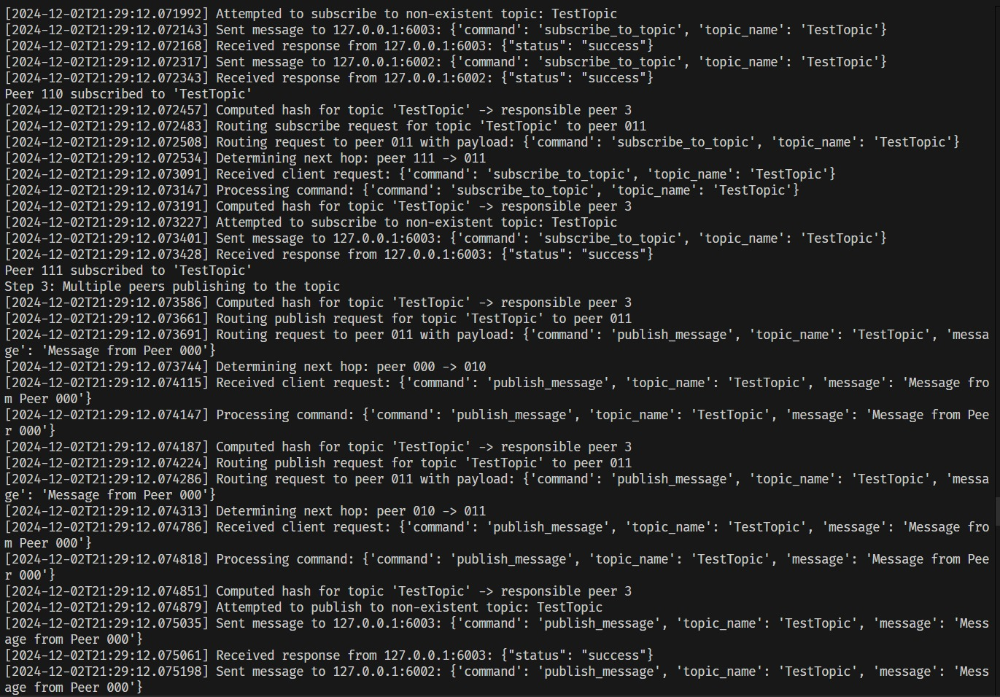 [2024-12-02T21:29:12.071992] Attempted to subscribe to non-existent topic: TestTopic
[2024-12-02T21:29:12.072143] Sent message to 127.0.0.1:6003: {'command': 'subscribe_to_topic', 'topic_name': 'TestTopic'}
[2024-12-02T21:29:12.072168] Received response from 127.0.0.1:6003: {"status": "success"}
[2024-12-02T21:29:12.072317] Sent message to 127.0.0.1:6002: {'command': 'subscribe_to_topic', 'topic_name': 'TestTopic'}
[2024-12-02T21:29:12.072343] Received response from 127.0.0.1:6002: {"status": "success"}
Peer 110 subscribed to 'TestTopic'
[2024-12-02T21:29:12.072457] Computed hash for topic 'TestTopic' -> responsible peer 3
[2024-12-02T21:29:12.072483] Routing subscribe request for topic 'TestTopic' to peer 011
[2024-12-02T21:29:12.072508] Routing request to peer 011 with payload: {'command': 'subscribe_to_topic', 'topic_name': 'TestTopic'}
[2024-12-02T21:29:12.072534] Determining next hop: peer 111 -> 011
[2024-12-02T21:29:12.073091] Received client request: {'command': 'subscribe_to_topic', 'topic_name': 'TestTopic'}
[2024-12-02T21:29:12.073147] Processing command: {'command': 'subscribe_to_topic', 'topic_name': 'TestTopic'}
[2024-12-02T21:29:12.073191] Computed hash for topic 'TestTopic' -> responsible peer 3
[2024-12-02T21:29:12.073227] Attempted to subscribe to non-existent topic: TestTopic
[2024-12-02T21:29:12.073401] Sent message to 127.0.0.1:6003: {'command': 'subscribe_to_topic', 'topic_name': 'TestTopic'}
[2024-12-02T21:29:12.073428] Received response from 127.0.0.1:6003: {"status": "success"}
Peer 111 subscribed to 'TestTopic'
Step 3: Multiple peers publishing to the topic
[2024-12-02T21:29:12.073586] Computed hash for topic 'TestTopic' -> responsible peer 3
[2024-12-02T21:29:12.073661] Routing publish request for topic 'TestTopic' to peer 011
[2024-12-02T21:29:12.073691] Routing request to peer 011 with payload: {'command': 'publish_message', 'topic_name': 'TestTopic', 'messa
ge': 'Message from Peer 000'}
[2024-12-02T21:29:12.073744] Determining next hop: peer 000 -> 010
[2024-12-02T21:29:12.074115] Received client request: {'command': 'publish_message', 'topic_name': 'TestTopic', 'message': 'Message fro
m Peer 000'}
[2024-12-02T21:29:12.074147] Processing command: {'command': 'publish_message', 'topic_name': 'TestTopic', 'message': 'Message from Pee
r 000'}
[2024-12-02T21:29:12.074187] Computed hash for topic 'TestTopic' -> responsible peer 3
[2024-12-02T21:29:12.074224] Routing publish request for topic 'TestTopic' to peer 011
[2024-12-02T21:29:12.074286] Routing request to peer 011 with payload: {'command': 'publish_message', 'topic_name': 'TestTopic', 'messa
ge': 'Message from Peer 000'}
[2024-12-02T21:29:12.074313] Determining next hop: peer 010 -> 011
[2024-12-02T21:29:12.074786] Received client request: {'command': 'publish_message', 'topic_name': 'TestTopic', 'message': 'Message fro
m Peer 000'}
[2024-12-02T21:29:12.074818] Processing command: {'command': 'publish_message', 'topic_name': 'TestTopic', 'message': 'Message from Pee
r 000'}
[2024-12-02T21:29:12.074851] Computed hash for topic 'TestTopic' -> responsible peer 3
[2024-12-02T21:29:12.074879] Attempted to publish to non-existent topic: TestTopic
[2024-12-02T21:29:12.075035] Sent message to 127.0.0.1:6003: {'command': 'publish_message', 'topic_name': 'TestTopic', 'message': 'Mess
age from Peer 000'}
[2024-12-02T21:29:12.075061] Received response from 127.0.0.1:6003: {"status": "success"}
[2024-12-02T21:29:12.075198] Sent message to 127.0.0.1:6002: {'command': 'publish_message', 'topic_name': 'TestTopic', 'message': 'Mess
age from Peer 000'}